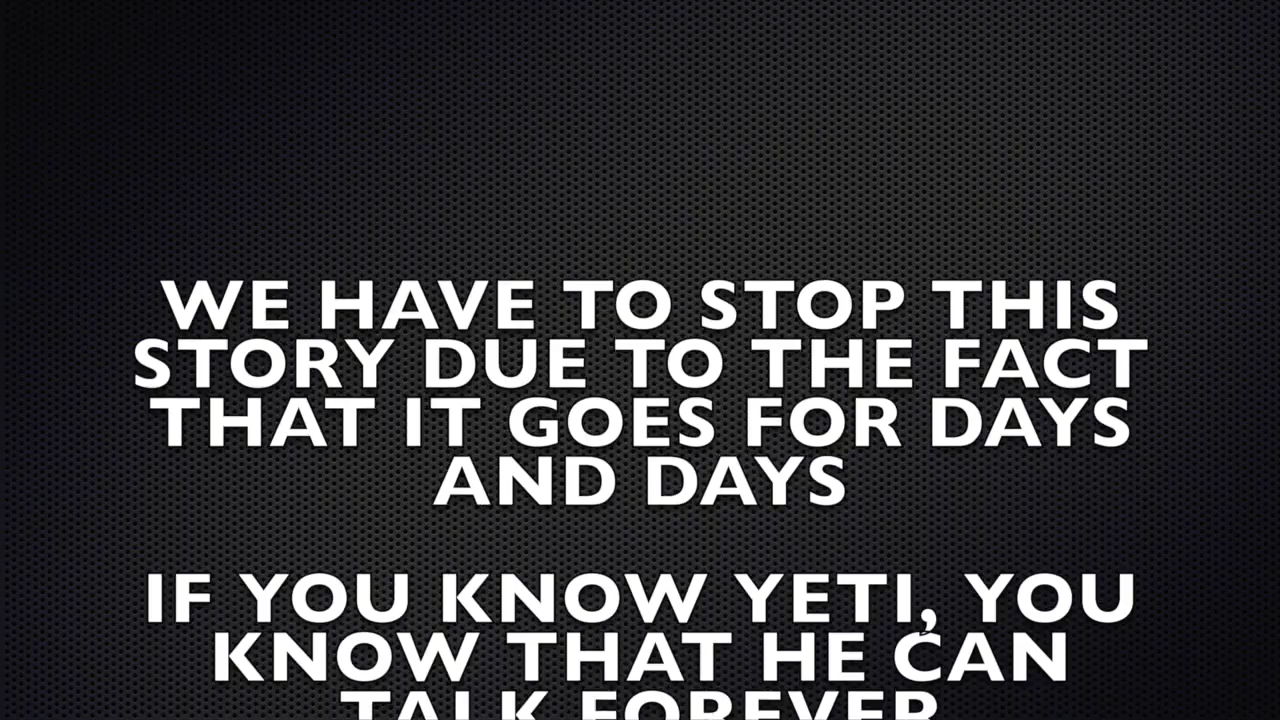 WE HAVE TO STOP THIS
STORY DUE TO THE FACT
THAT IT GOES FOR DAYS
AND DAYS
IF YOU KNOW YETI, YOU
KNOW THAT HE CAN
TALK FOREVER